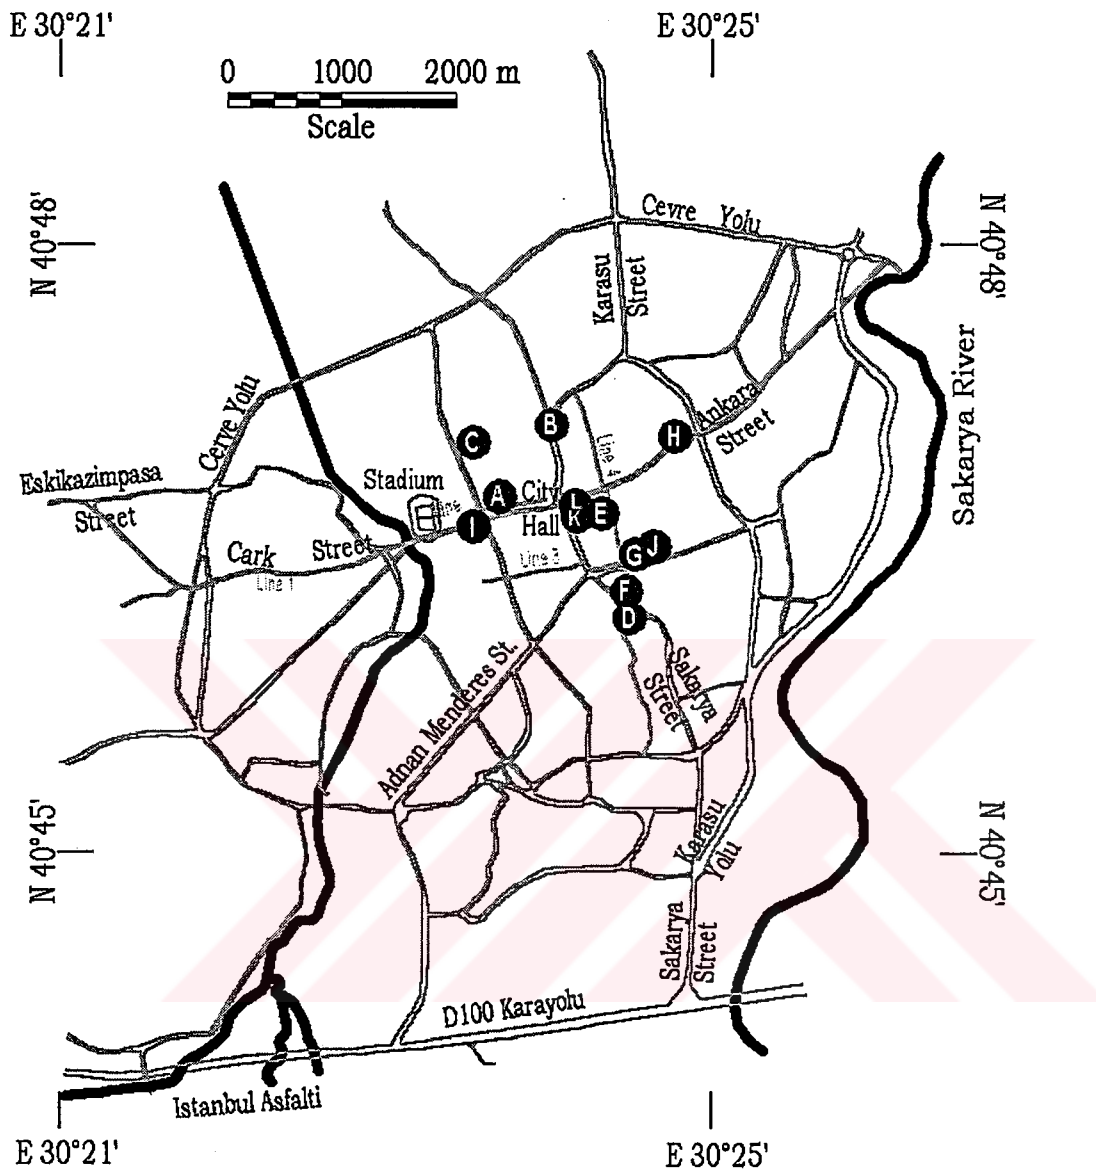 E 30°21'
E 30°25'
0 1000 2000 m
Scale
N 40°48'
N 40°48'
Cevre Yolu
Karasu
Street
Sakarya River
Cerve Yolu
Ankara
Street
B
C
H
Line 4
Eskikazimpasa
Street
Stadium
Line
A
City
Hall
L
K
E
I
Cark Street
Line 1
Line 3
G
J
F
D
Sakarya
Street
Adnan Menderes St.
Karasu
Yolu
N 40°45'
N 40°45'
Sakarya
Street
D100 Karayolu
Istanbul Asfalti
E 30°21'
E 30°25'